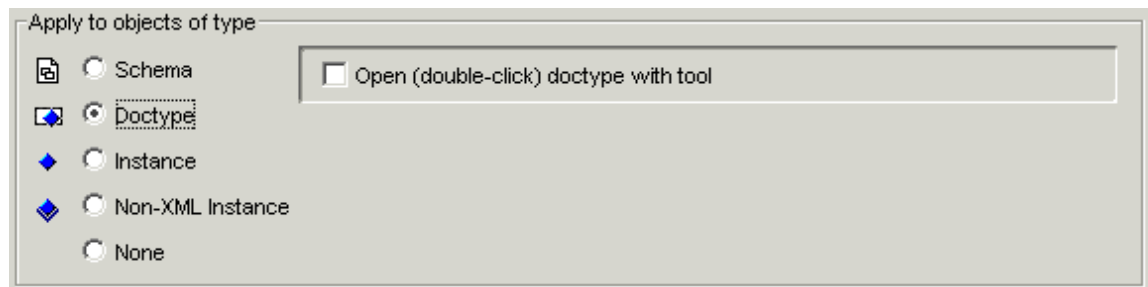 Apply to objects of type
Schema
Open (double-click) doctype with tool
Doctype
Instance
Non-XML Instance
None